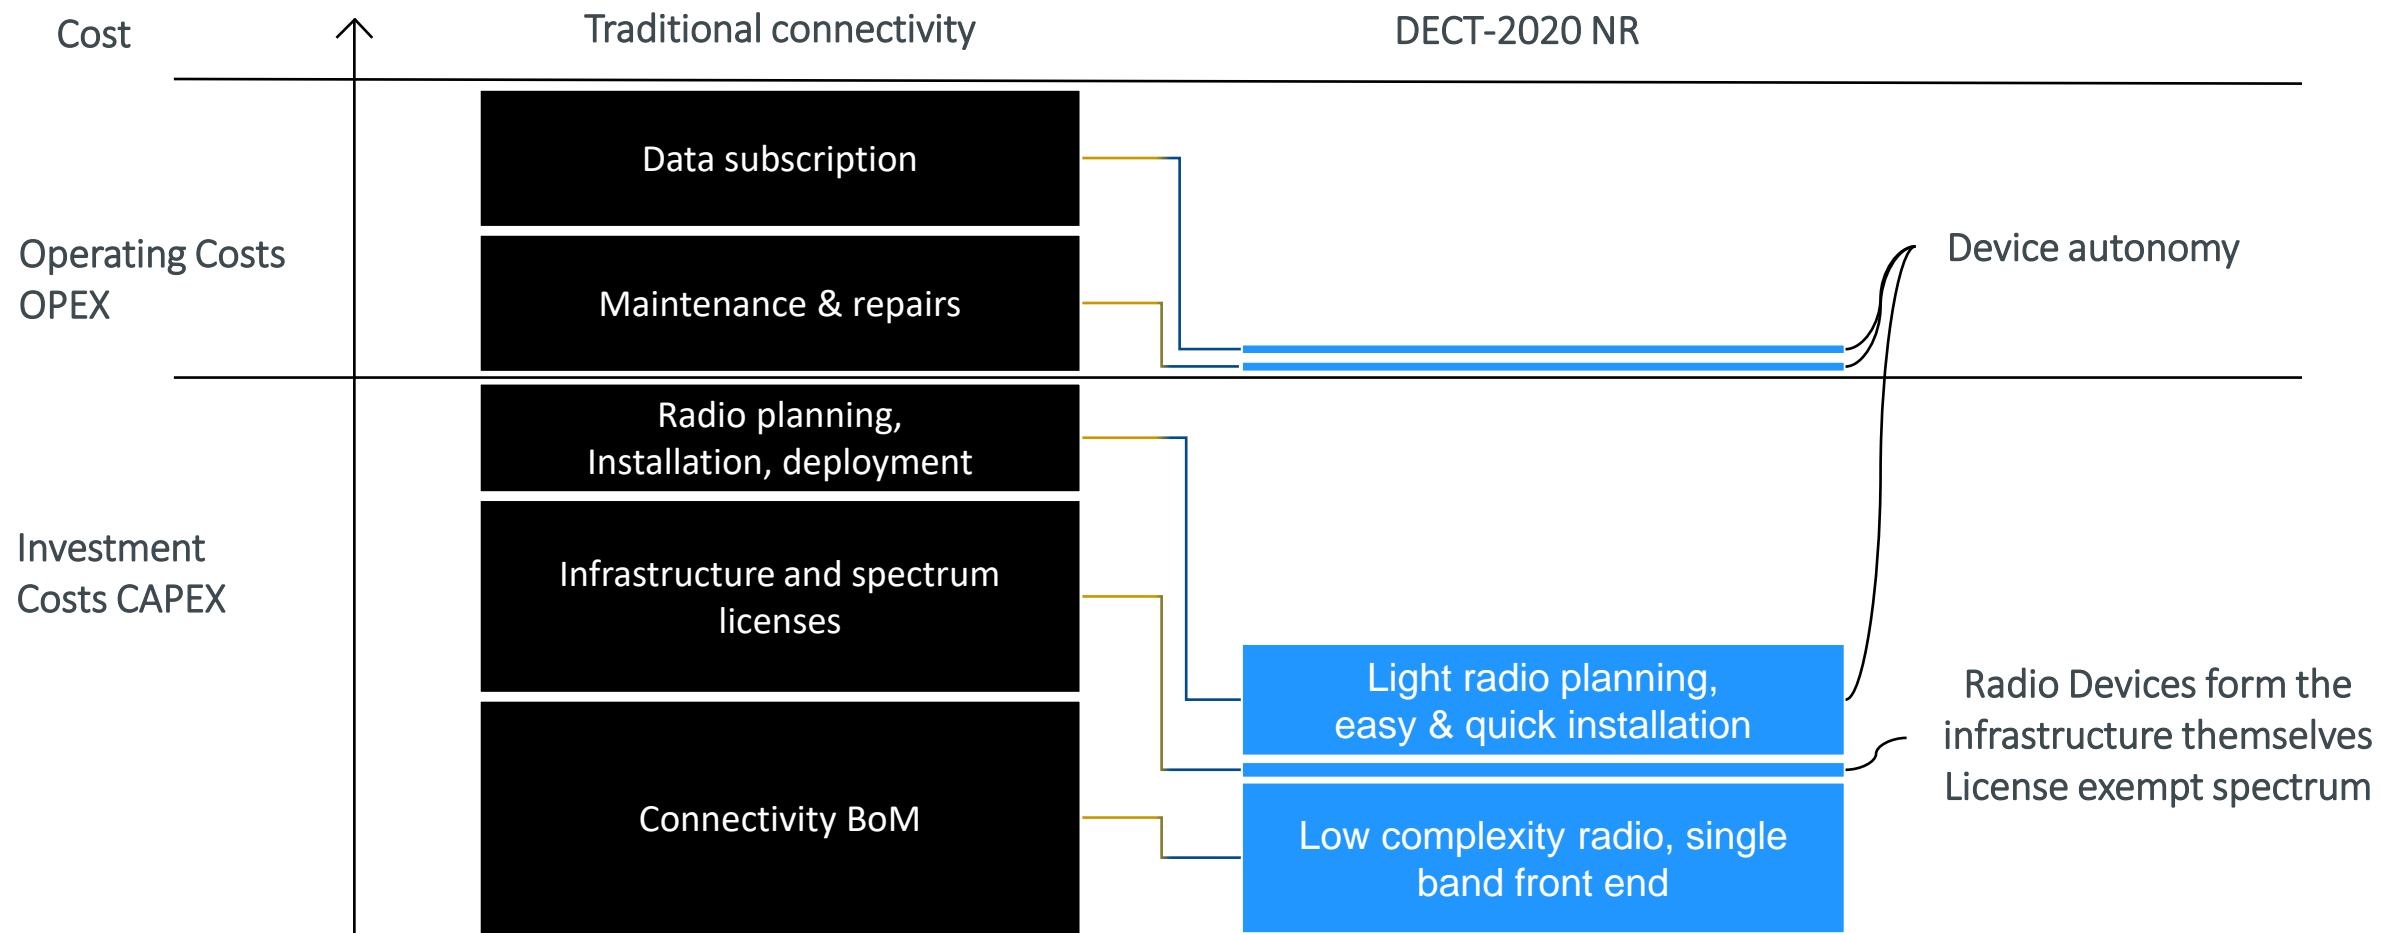 Cost
Traditional connectivity
DECT-2020 NR
Data subscription
Operating Costs
OPEX
Maintenance & repairs
Device autonomy
Radio planning,
Installation, deployment
Investment
Costs CAPEX
Infrastructure and spectrum
licenses
Light radio planning,
easy & quick installation
Radio Devices form the
infrastructure themselves
License exempt spectrum
Connectivity BoM
Low complexity radio, single
band front end